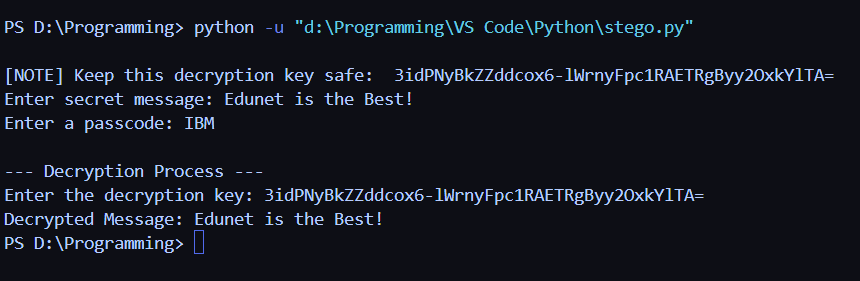 PS D:\Programming> python -u "d:\Programming\VS Code\Python\stego.py"
[NOTE] Keep this decryption key safe:  3idPNyBkZZddcox6-lWrnyFpc1RAETRgByy2OxkYlTA=
Enter secret message: Edunet is the Best!
Enter a passcode: IBM
--- Decryption Process ---
Enter the decryption key: 3idPNyBkZZddcox6-lWrnyFpc1RAETRgByy2OxkYlTA=
Decrypted Message: Edunet is the Best!
PS D:\Programming>